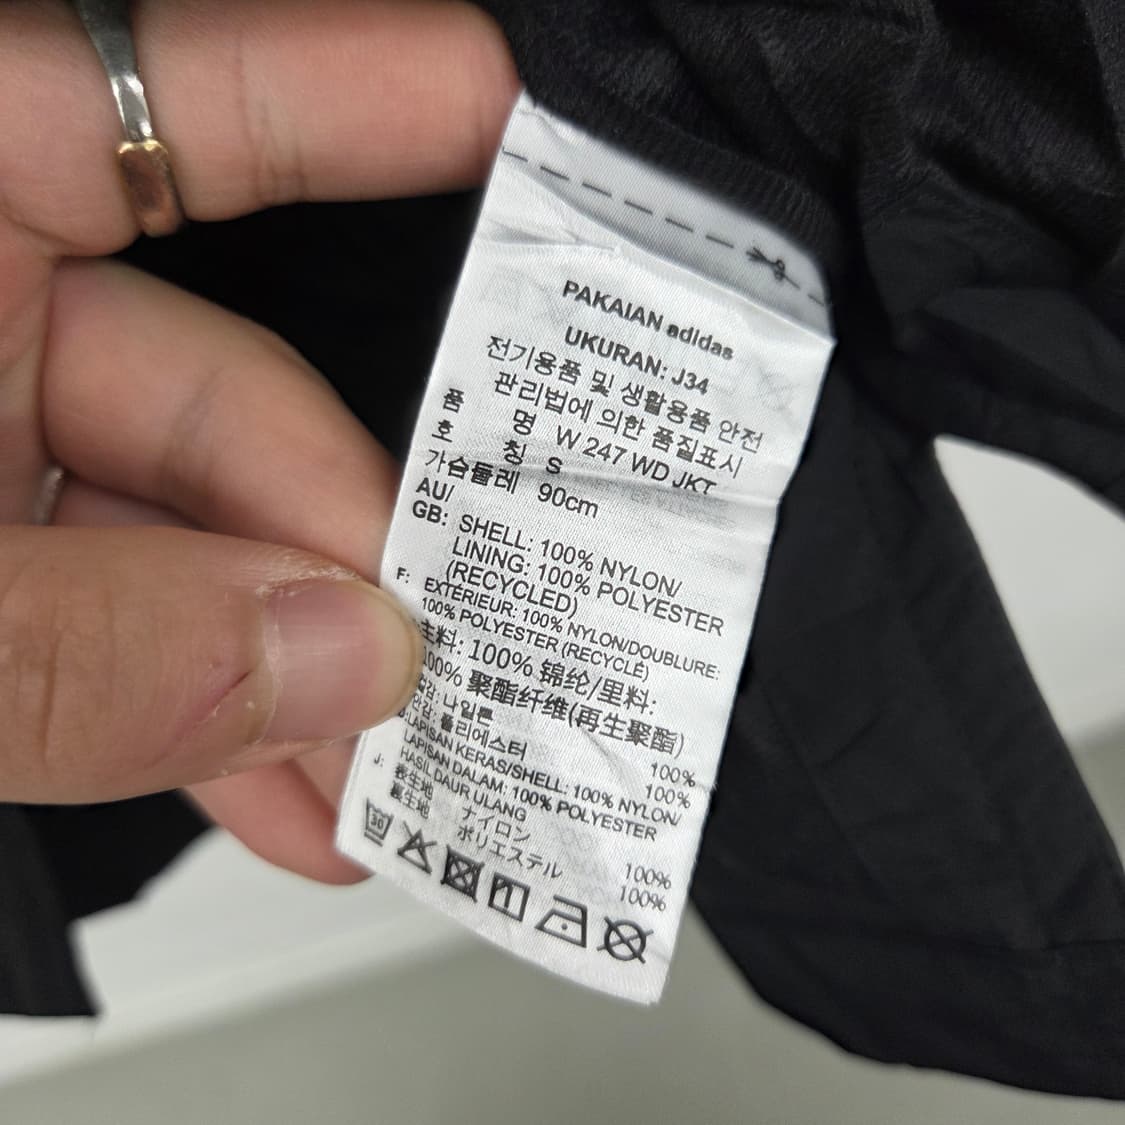 PAKAIAN adidas
UKURAN: J34
전기용품 및 생활용품 안전
관리법에 의한 품질표시
품 명 W 247 WD JKT
호 칭 S
가슴둘레 90cm
AU/
GB: SHELL: 100% NYLON/
LINING: 100% POLYESTER
(RECYCLED)
F: EXTÉRIEUR: 100% NYLON/DOUBLURE:
100% POLYESTER (RECYCLÉ)
主料: 100% 锦纶/里料:
100% 聚酯纤维(再生聚酯)
겉감: 나일론 100%
안감: 폴리에스터 100%
LAPISAN KERAS/SHELL: 100% NYLON/
LAPISAN DALAM: 100% POLYESTER
HASIL DAUR ULANG
J: 表生地 ナイロン 100%
裏生地 ポリエステル 100%
30